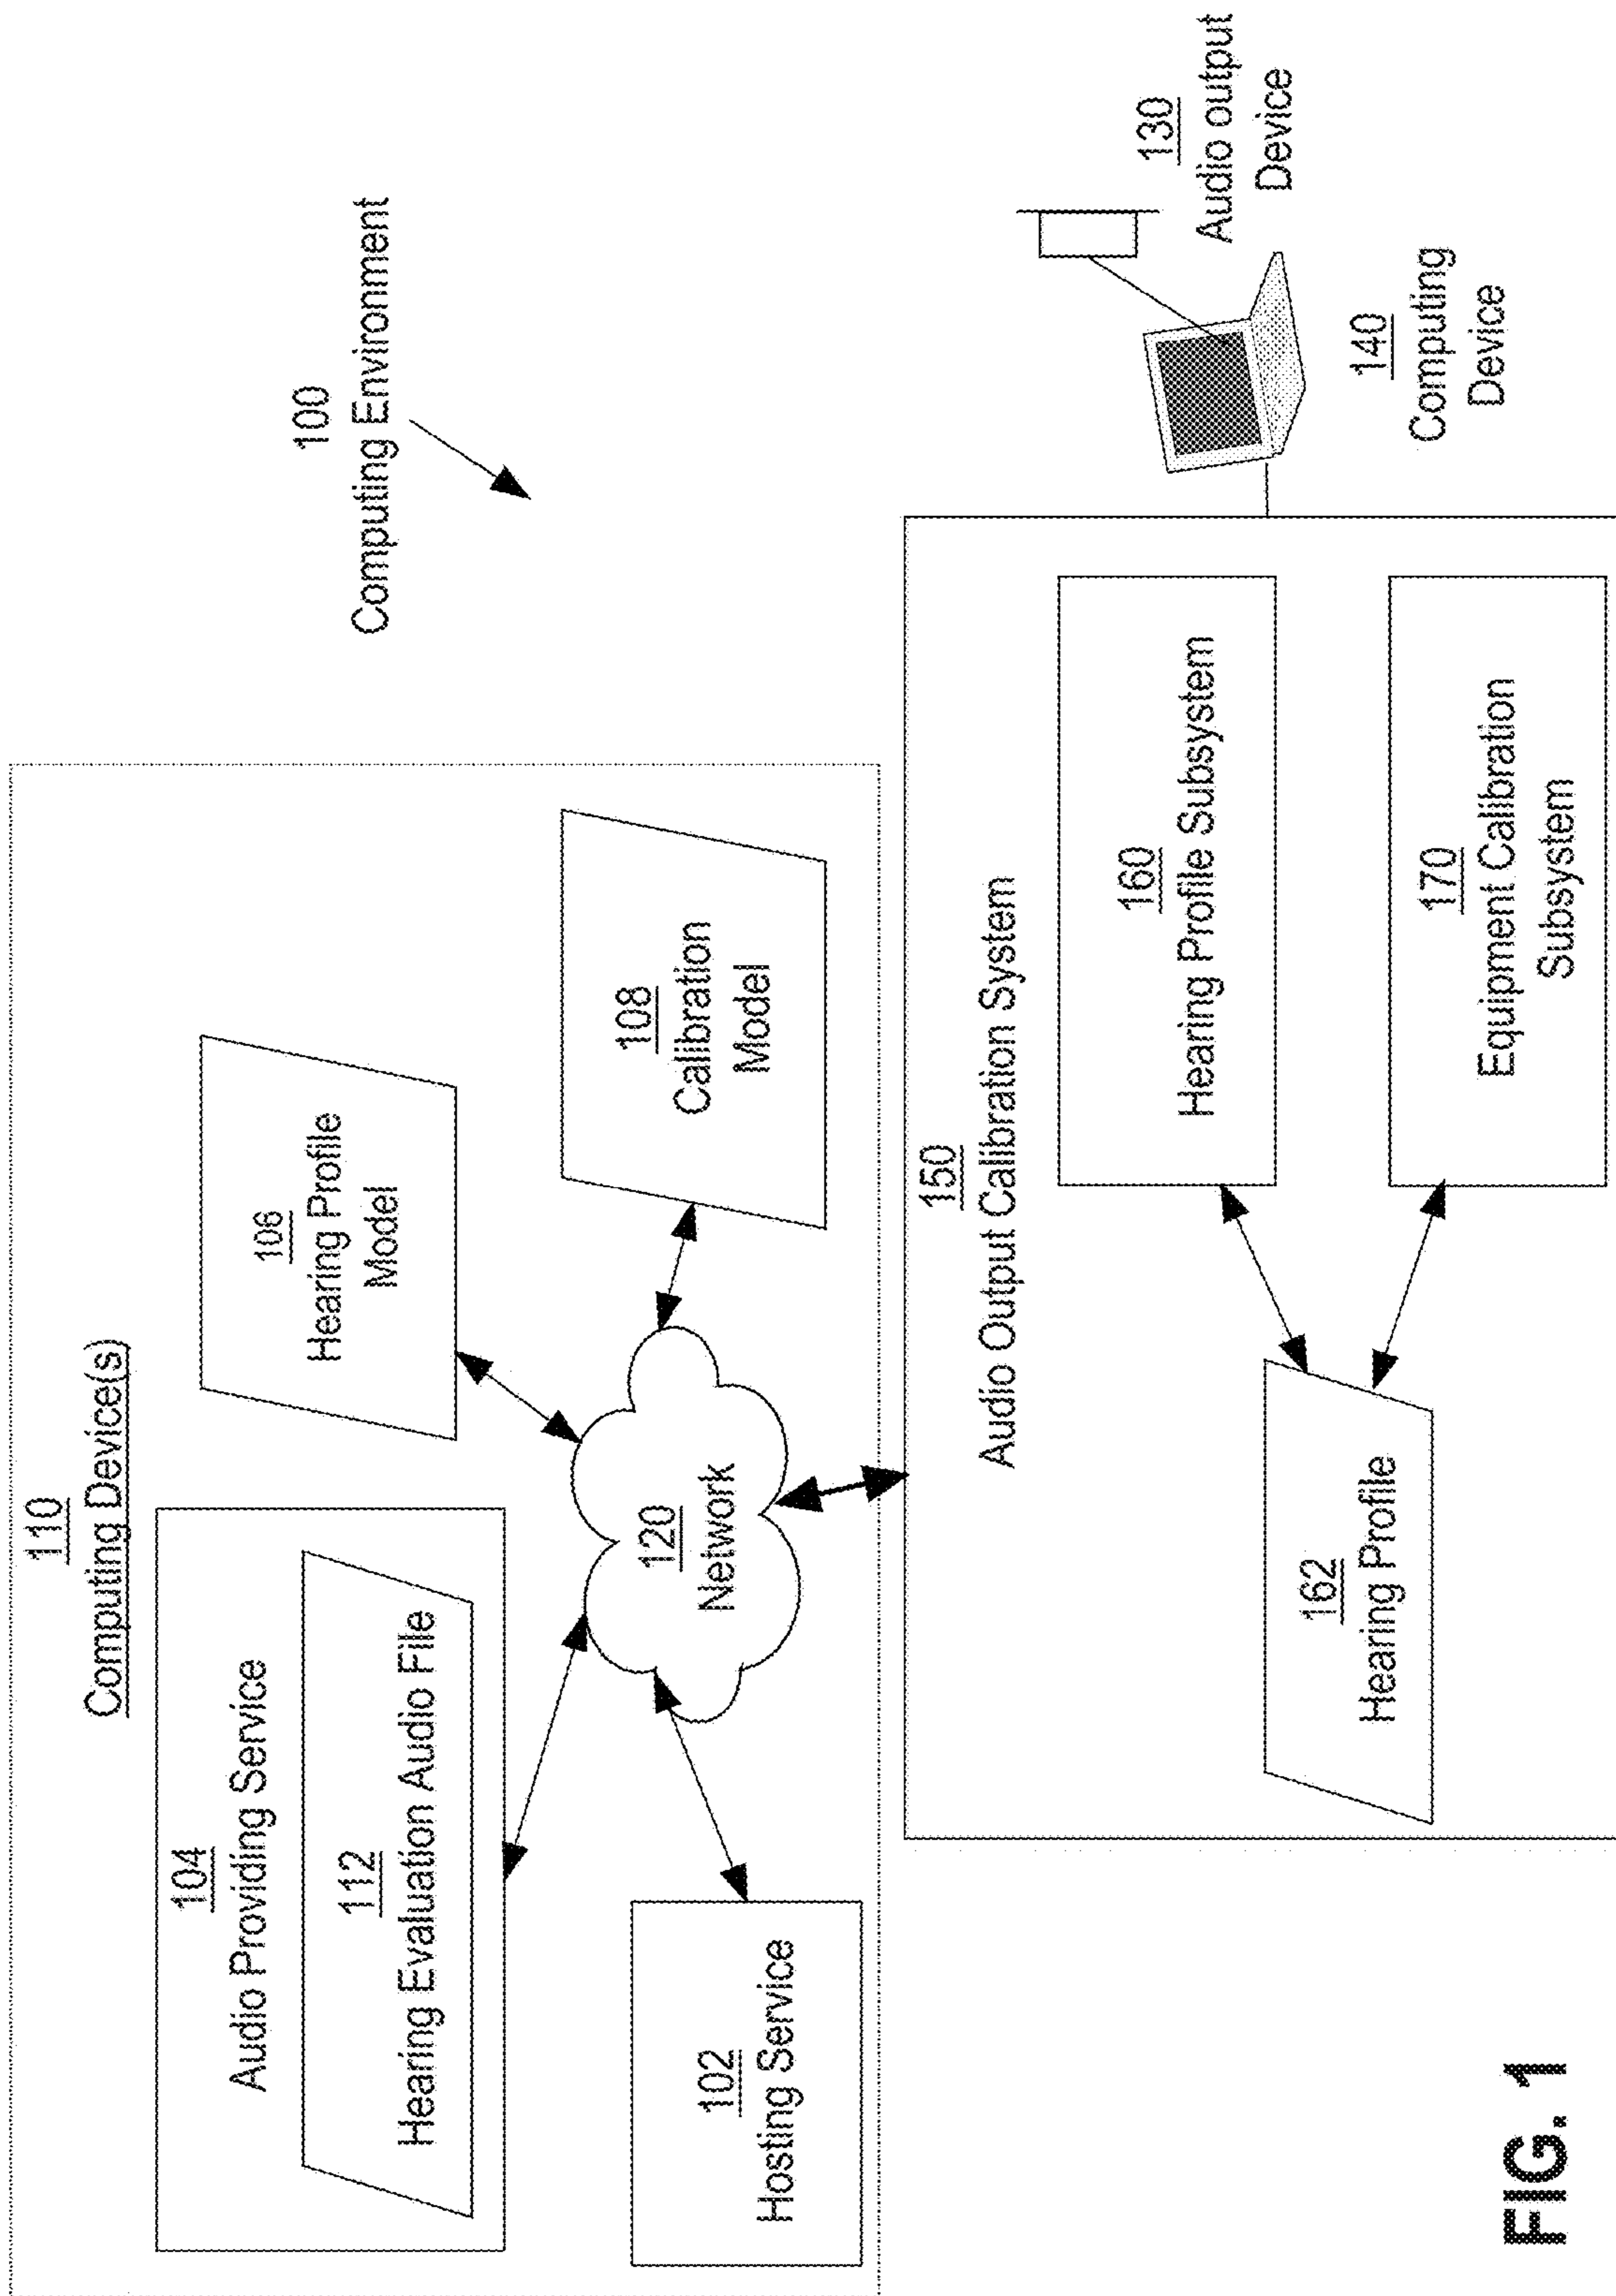 110
Computing Device(s)
100
Computing Environment
104
Audio Providing Service
112
Hearing Evaluation Audio File
106
Hearing Profile
Model
108
Calibration
Model
102
Hosting Service
120
Network
150
Audio Output Calibration System
162
Hearing Profile
160
Hearing Profile Subsystem
170
Equipment Calibration
Subsystem
130
Audio output
Device
140
Computing
Device
FIG. 1